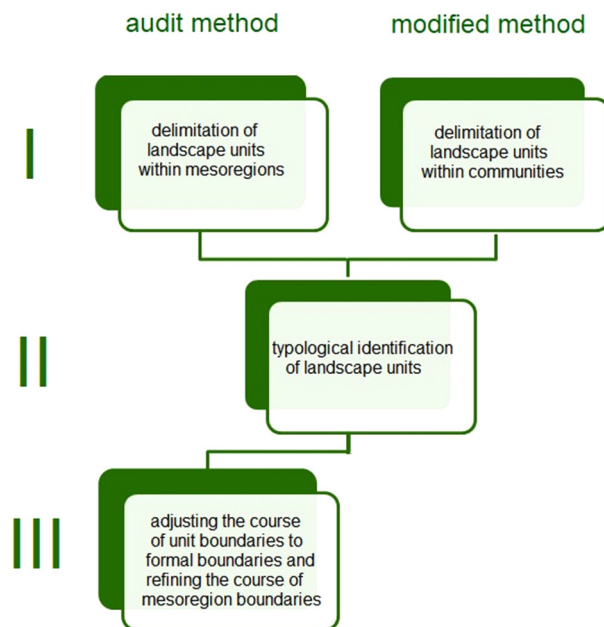 audit method
modified method
I
delimitation of
landscape units
within mesoregions
delimitation of
landscape units
within communities
II
typological identification
of landscape units
III
adjusting the course
of unit boundaries to
formal boundaries and
refining the course of
mesoregion boundaries